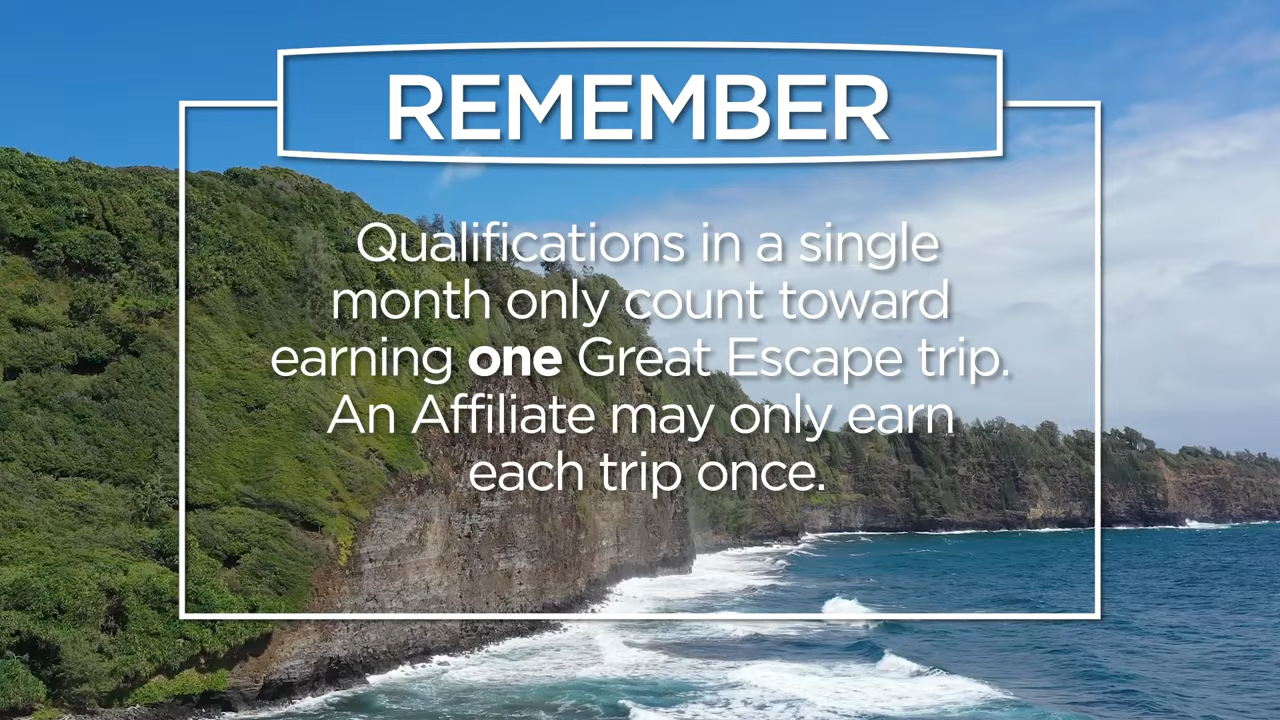 REMEMBER
Qualifications in a single
month only count toward
earning one Great Escape trip.
An Affiliate may only earn
each trip once.